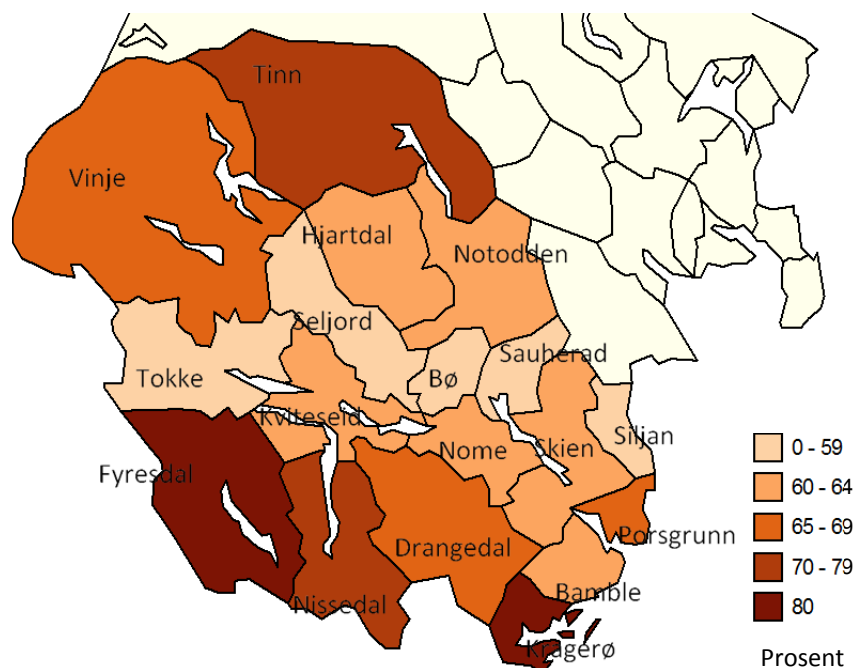 Tinn
Vinje
Hjartdal
Notodden
Seljord
Sauherad
Tokke
Bø
Kviteseid
Nome
Skien
Siljan
Fyresdal
Drangedal
Porsgrunn
Nissedal
Bamble
Kragerø
0 - 59
60 - 64
65 - 69
70 - 79
80
Prosent